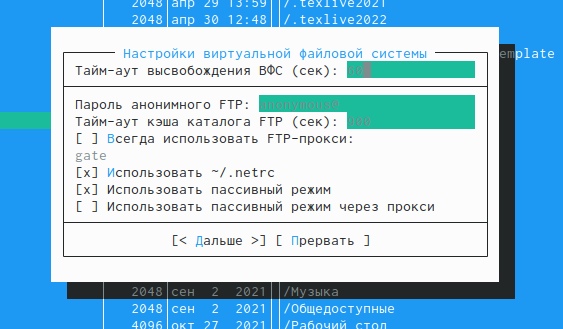 2048 апр 29 13:59 /.texlive2021
2048 апр 30 12:48 /.texlive2022
emplate
Настройки виртуальной файловой системы
Тайм-аут высвобождения ВФС (сек):
Пароль анонимного FTP: anonymous@
Тайм-аут кэша каталога FTP (сек): 900
[ ] Всегда использовать FTP-прокси:
gate
[x] Использовать ~/.netrc
[x] Использовать пассивный режим
[ ] Использовать пассивный режим через прокси
[< Дальше >] [ Прервать ]
2048 сен 2 2021 /Музыка
2048 сен 2 2021 /Общедоступные
4096 окт 27 2021 /Рабочий стол